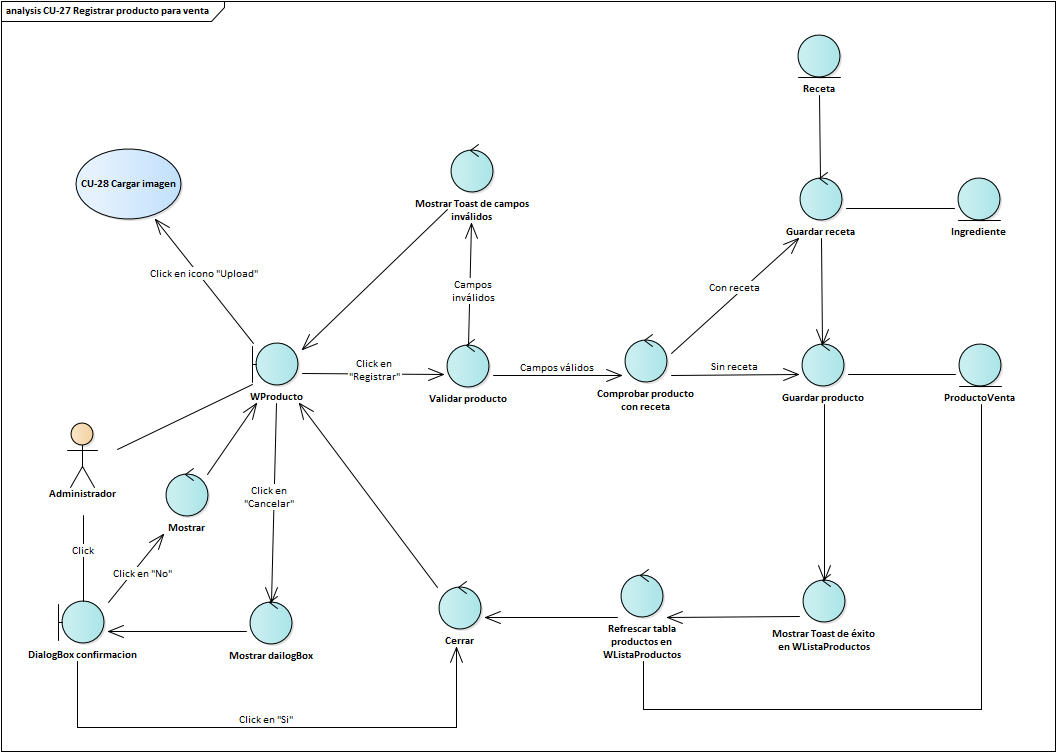 analysis CU-27 Registrar producto para venta
Receta
CU-28 Cargar imagen
Mostrar Toast de campos
inválidos
Guardar receta
Ingrediente
Click en icono "Upload"
Campos
inválidos
Con receta
Click en
"Registrar"
Campos válidos
Sin receta
WProducto
Validar producto
Comprobar producto
con receta
Guardar producto
ProductoVenta
Administrador
Click en
"Cancelar"
Mostrar
Click
Click en "No"
DialogBox confirmacion
Mostrar dailogBox
Cerrar
Refrescar tabla
productos en
WListaProductos
Mostrar Toast de éxito
en WListaProductos
Click en "Si"